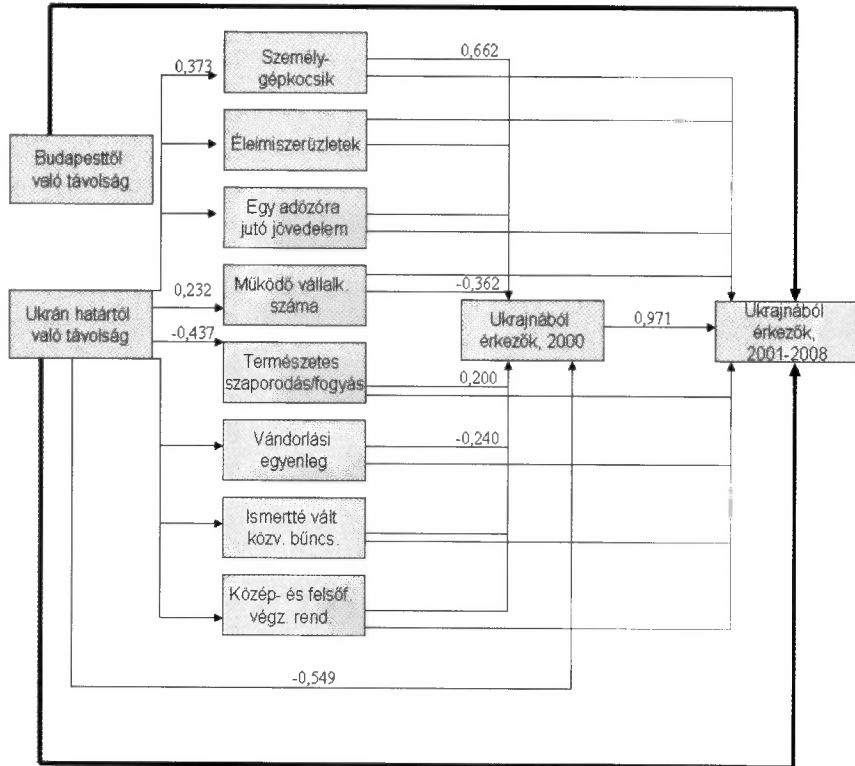 Személy-
gépkocsik
0,662
0,373
Élelmiszerüzletek
Budapesttől
való távolság
Egy adózóra
jutó jövedelem
Működő vállalk.
száma
0,232
-0,362
Ukrán határtól
való távolság
-0,437
Ukrajnából
érkezők, 2000
0,971
Ukrajnából
érkezők,
2001-2008
Természetes
szaporodás/fogyás
0,200
Vándorlási
egyenleg
-0,240
Ismertté vált
közv. bűncs.
Közép- és felsőf.
végz. rend.
-0,549